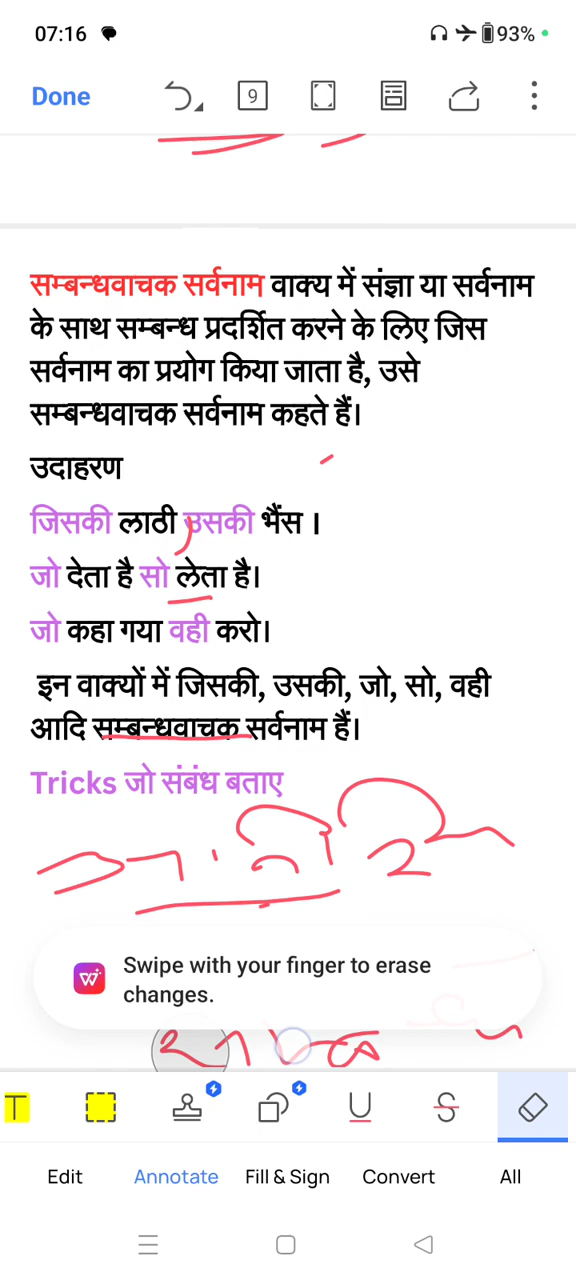 07:16
93%
Done
9
सम्बन्धवाचक सर्वनाम वाक्य में संज्ञा या सर्वनाम
के साथ सम्बन्ध प्रदर्शित करने के लिए जिस
सर्वनाम का प्रयोग किया जाता है, उसे
सम्बन्धवाचक सर्वनाम कहते हैं।
उदाहरण
जिसकी लाठी उसकी भैंस ।
जो देता है सो लेता है।
जो कहा गया वही करो।
इन वाक्यों में जिसकी, उसकी, जो, सो, वही
आदि सम्बन्धवाचक सर्वनाम हैं।
Tricks जो संबंध बताए
Swipe with your finger to erase
changes.
T
U
S
Edit Annotate Fill & Sign Convert All